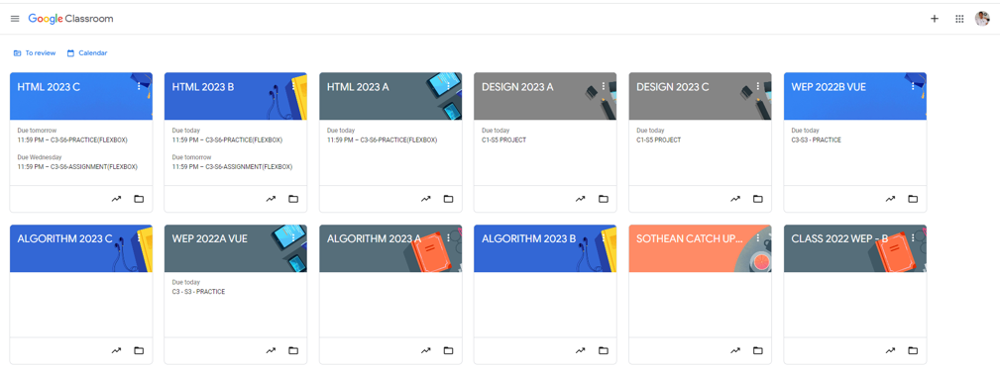 Google Classroom
To review
Calendar
HTML 2023 C
Due tomorrow
11:59 PM – C3-S6-PRACTICE(FLEXBOX)
Due Wednesday
11:59 PM – C3-S6-ASSIGNMENT(FLEXBOX)
HTML 2023 B
Due today
11:59 PM – C3-S6-PRACTICE(FLEXBOX)
Due tomorrow
11:59 PM – C3-S6-ASSIGNMENT(FLEXBOX)
HTML 2023 A
Due today
11:59 PM – C3-S6-PRACTICE(FLEXBOX)
DESIGN 2023 A
Due today
C1-S5 PROJECT
DESIGN 2023 C
Due today
C1-S5 PROJECT
WEP 2022B VUE
Due today
C3-S3 - PRACTICE
ALGORITHM 2023 C
WEP 2022A VUE
Due today
C3 - S3 - PRACTICE
ALGORITHM 2023 A
ALGORITHM 2023 B
SOTHEAN CATCH UP...
CLASS 2022 WEP - B